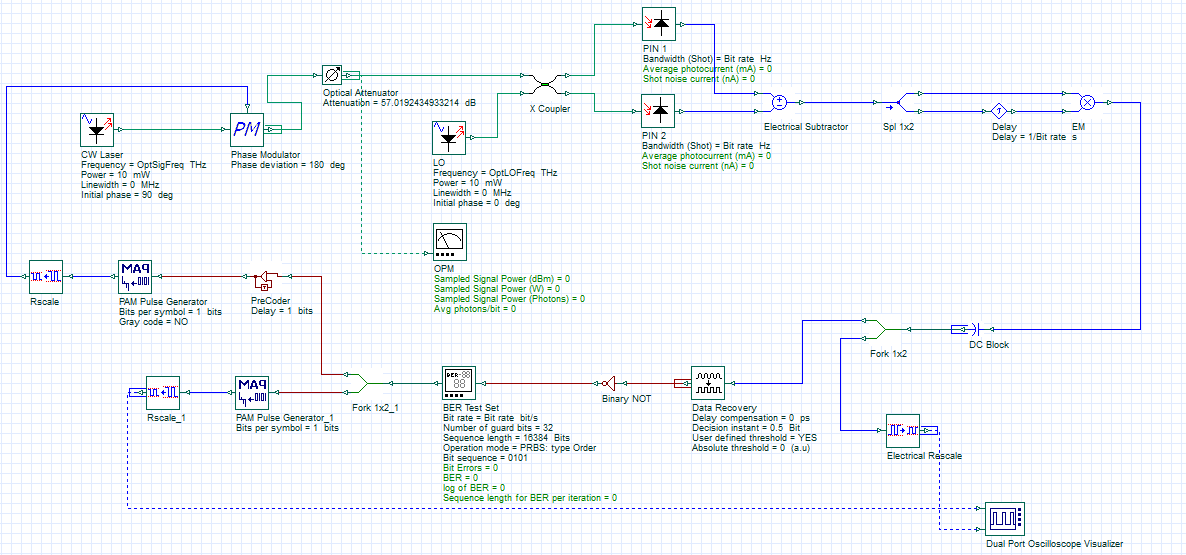 PIN 1
Bandwidth (Shot) = Bit rate Hz
Average photocurrent (mA) = 0
Shot noise current (nA) = 0
Optical Attenuator
Attenuation = 57.0192434933214 dB
X Coupler
PM
CW Laser
Frequency = OptSigFreq THz
Power = 10 mW
Linewidth = 0 MHz
Initial phase = 90 deg
Phase Modulator
Phase deviation = 180 deg
LO
Frequency = OptLOFreq THz
Power = 10 mW
Linewidth = 0 MHz
Initial phase = 0 deg
PIN 2
Bandwidth (Shot) = Bit rate Hz
Average photocurrent (mA) = 0
Shot noise current (nA) = 0
Electrical Subtractor
Spl 1x2
Delay
Delay = 1/Bit rate s
EM
OPM
Sampled Signal Power (dBm) = 0
Sampled Signal Power (W) = 0
Sampled Signal Power (Photons) = 0
Avg photons/bit = 0
Rscale
PAM
0101
PAM Pulse Generator
Bits per symbol = 1 bits
Gray code = NO
T
PreCoder
Delay = 1 bits
DC Block
Fork 1x2
Rscale_1
PAM
0101
PAM Pulse Generator_1
Bits per symbol = 1 bits
Fork 1x2_1
BER
88
BER Test Set
Bit rate = Bit rate bit/s
Number of guard bits = 32
Sequence length = 16384 Bits
Operation mode = PRBS: type Order
Bit sequence = 0101
Bit Errors = 0
BER = 0
log of BER = 0
Sequence length for BER per iteration = 0
Binary NOT
Data Recovery
Delay compensation = 0 ps
Decision instant = 0.5 Bit
User defined threshold = YES
Absolute threshold = 0 (a.u)
Electrical Rescale
Dual Port Oscilloscope Visualizer